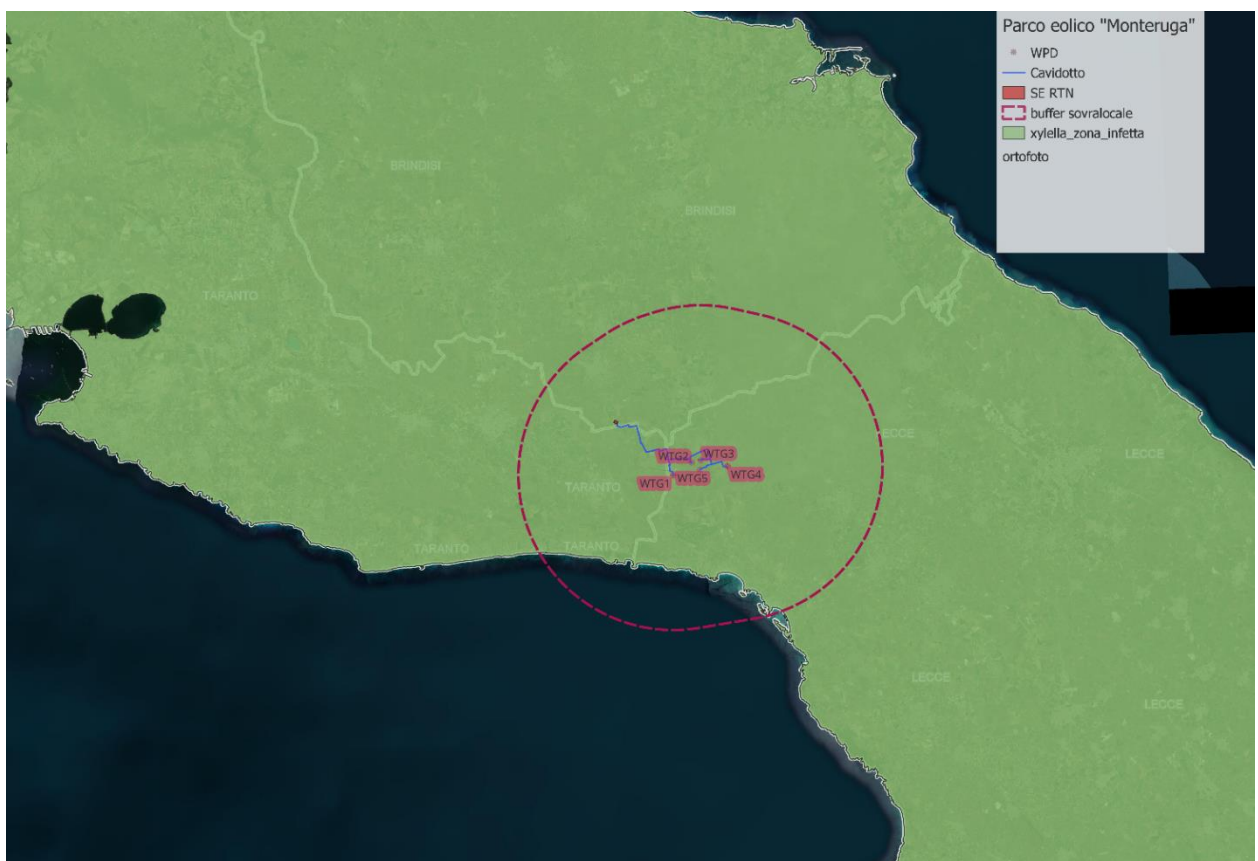 Parco eolico "Monteruga"
WPD
Cavidotto
SE RTN
buffer sovralocale
xylella_zona_infetta
ortofoto
BRINDISI
BRINDISI
TARANTO
LECCE
LECCE
WTG2
WTG3
WTG4
WTG1
WTG5
TARANTO
TARANTO
TARANTO
LECCE
LECCE